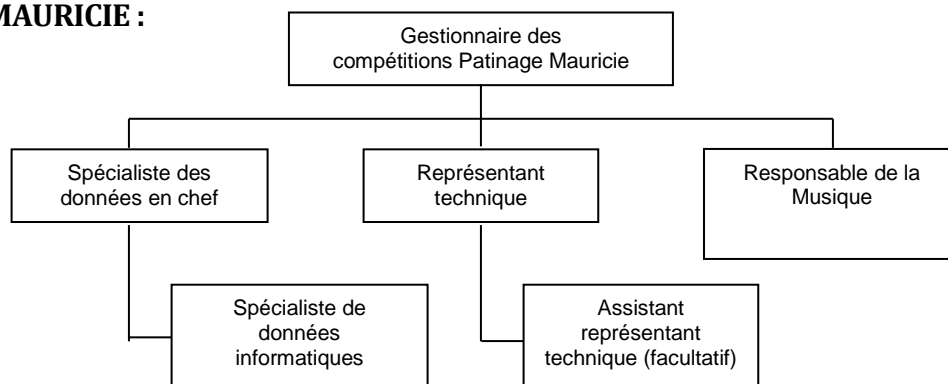 MAURICIE :
Gestionnaire des
compétitions Patinage Mauricie
Spécialiste des
données en chef
Représentant
technique
Responsable de la
Musique
Spécialiste de
données
informatiques
Assistant
représentant
technique (facultatif)